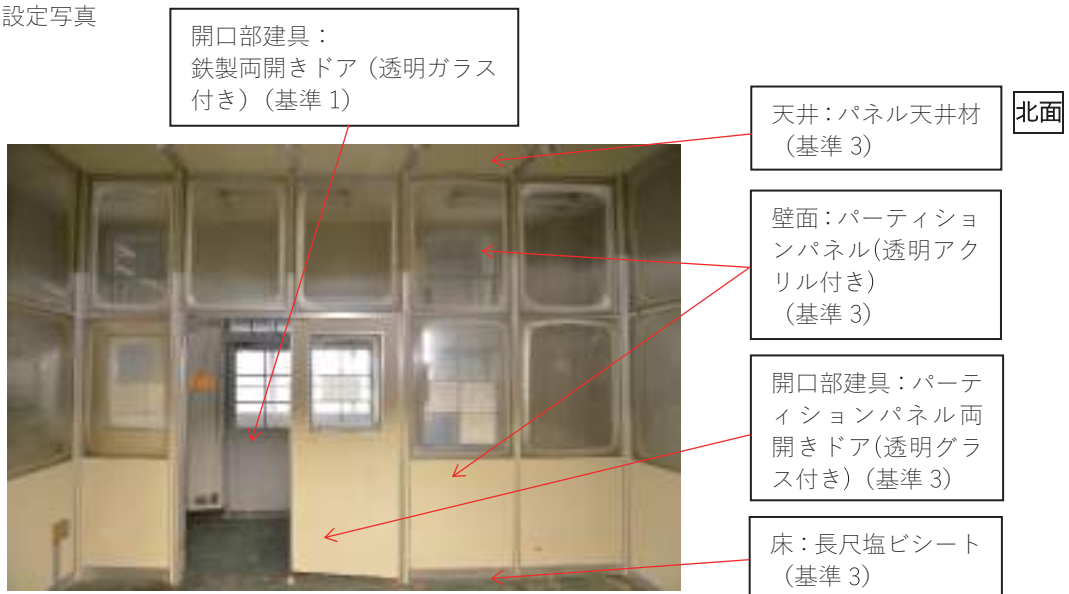 設定写真
開口部建具：
鉄製両開きドア（透明ガラス
付き）（基準 1）
天井：パネル天井材
（基準 3）
北面
壁面：パーティショ
ンパネル(透明アク
リル付き)
（基準 3）
開口部建具：パーテ
ィションパネル両
開きドア(透明グラ
ス付き)（基準 3）
床：長尺塩ビシート
（基準 3）